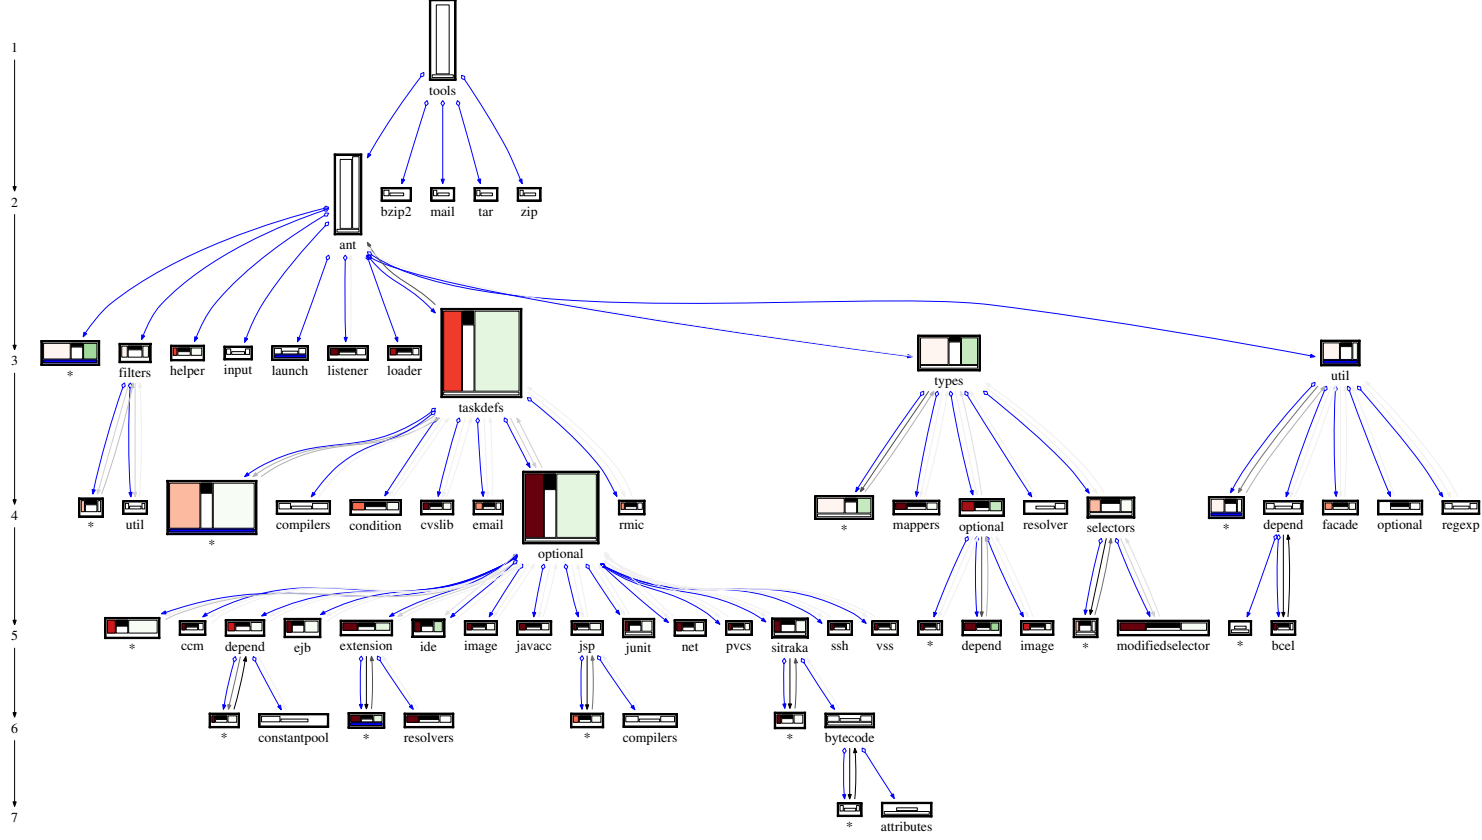 1
tools
2
bzip2 mail tar zip
ant
3
* filters helper input launch listener loader
types
util
taskdefs
4
* util
* compilers condition cvslib email rmic
* mappers optional resolver selectors
* depend facade optional regexp
optional
5
* ccm depend ejb extension ide image javacc jsp junit net pvcs sitraka ssh vss * depend image * modifiedselector * bcel
6
* constantpool * resolvers * compilers * bytecode
7
* attributes